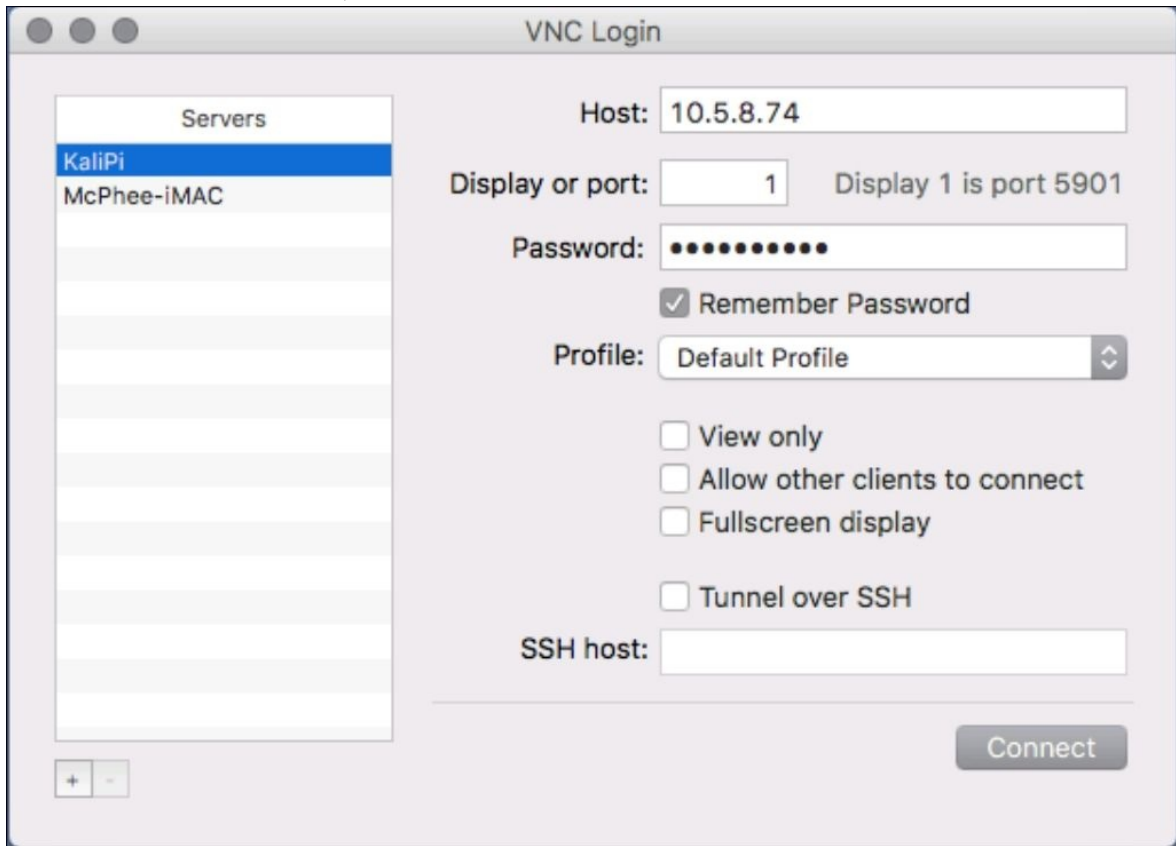 VNC Login
Servers
KaliPi
McPhee-iMAC
+ -
Host: 10.5.8.74
Display or port: 1 Display 1 is port 5901
Password: ••••••••••
Remember Password
Profile: Default Profile
View only
Allow other clients to connect
Fullscreen display
Tunnel over SSH
SSH host:
Connect